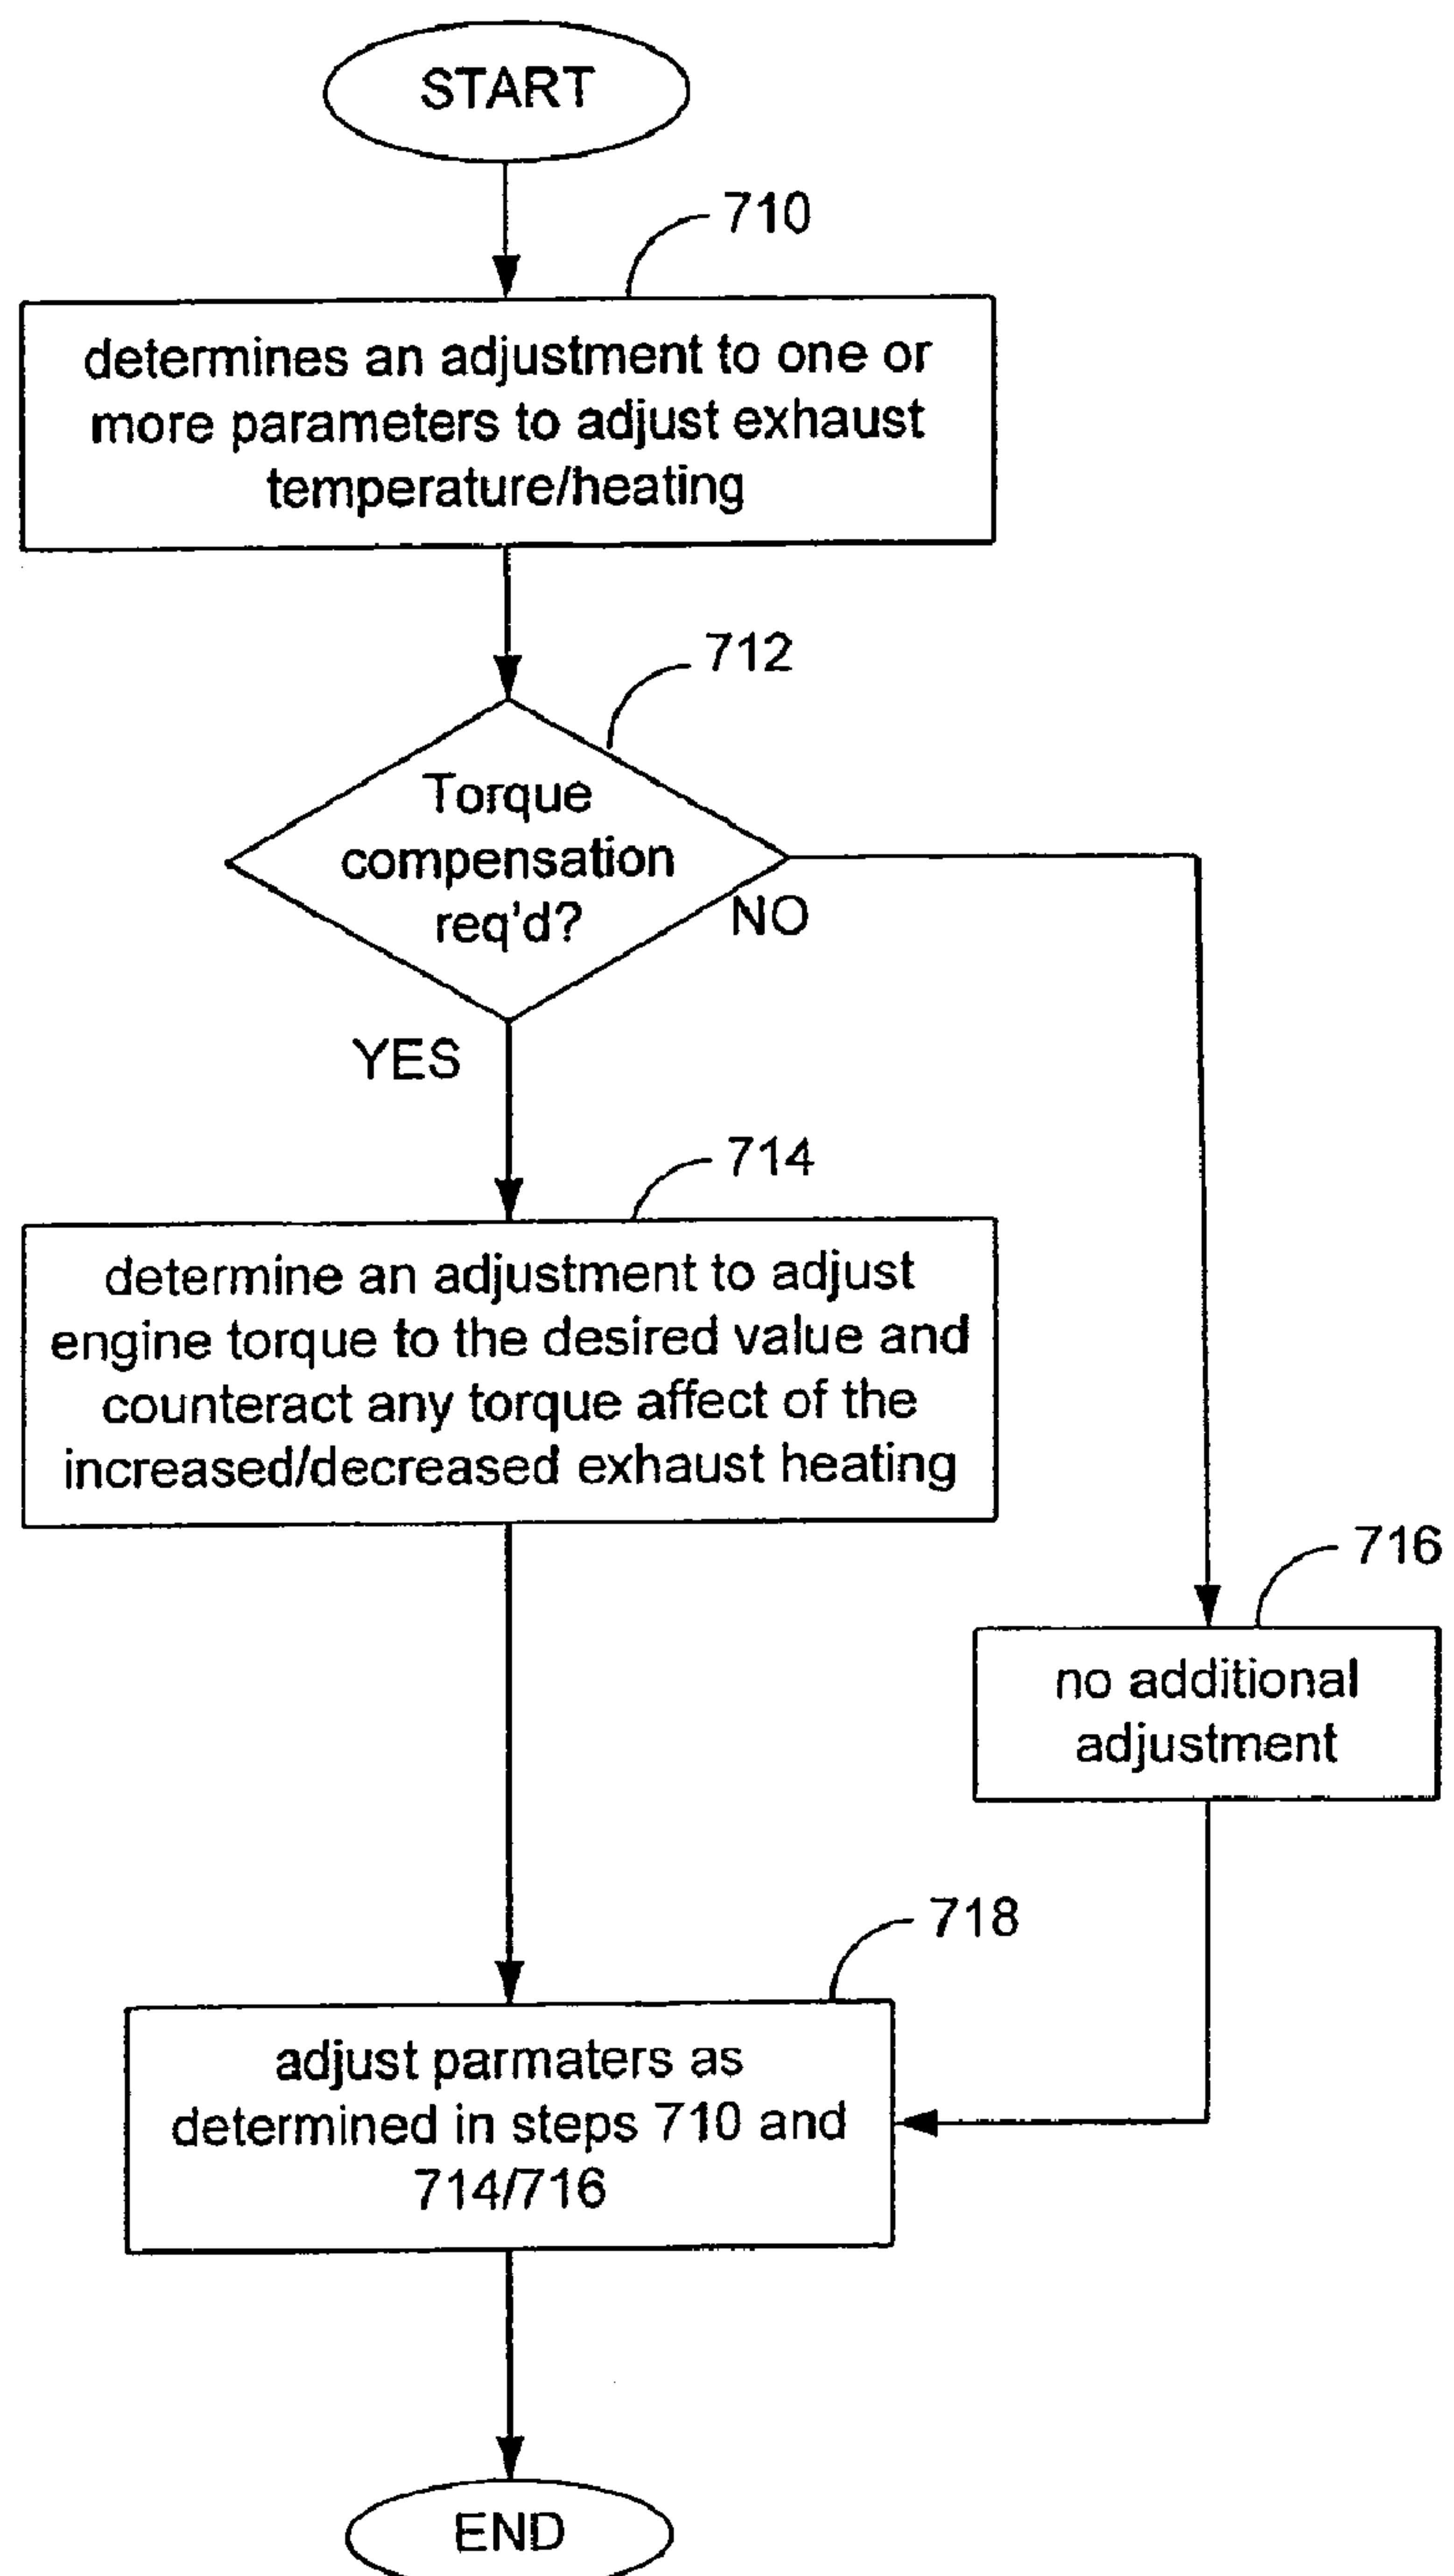 START
710
determines an adjustment to one or
more parameters to adjust exhaust
temperature/heating
712
Torque
compensation
req'd?
NO
YES
714
determine an adjustment to adjust
engine torque to the desired value and
counteract any torque affect of the
increased/decreased exhaust heating
716
no additional
adjustment
718
adjust parmaters as
determined in steps 710 and
714/716
END